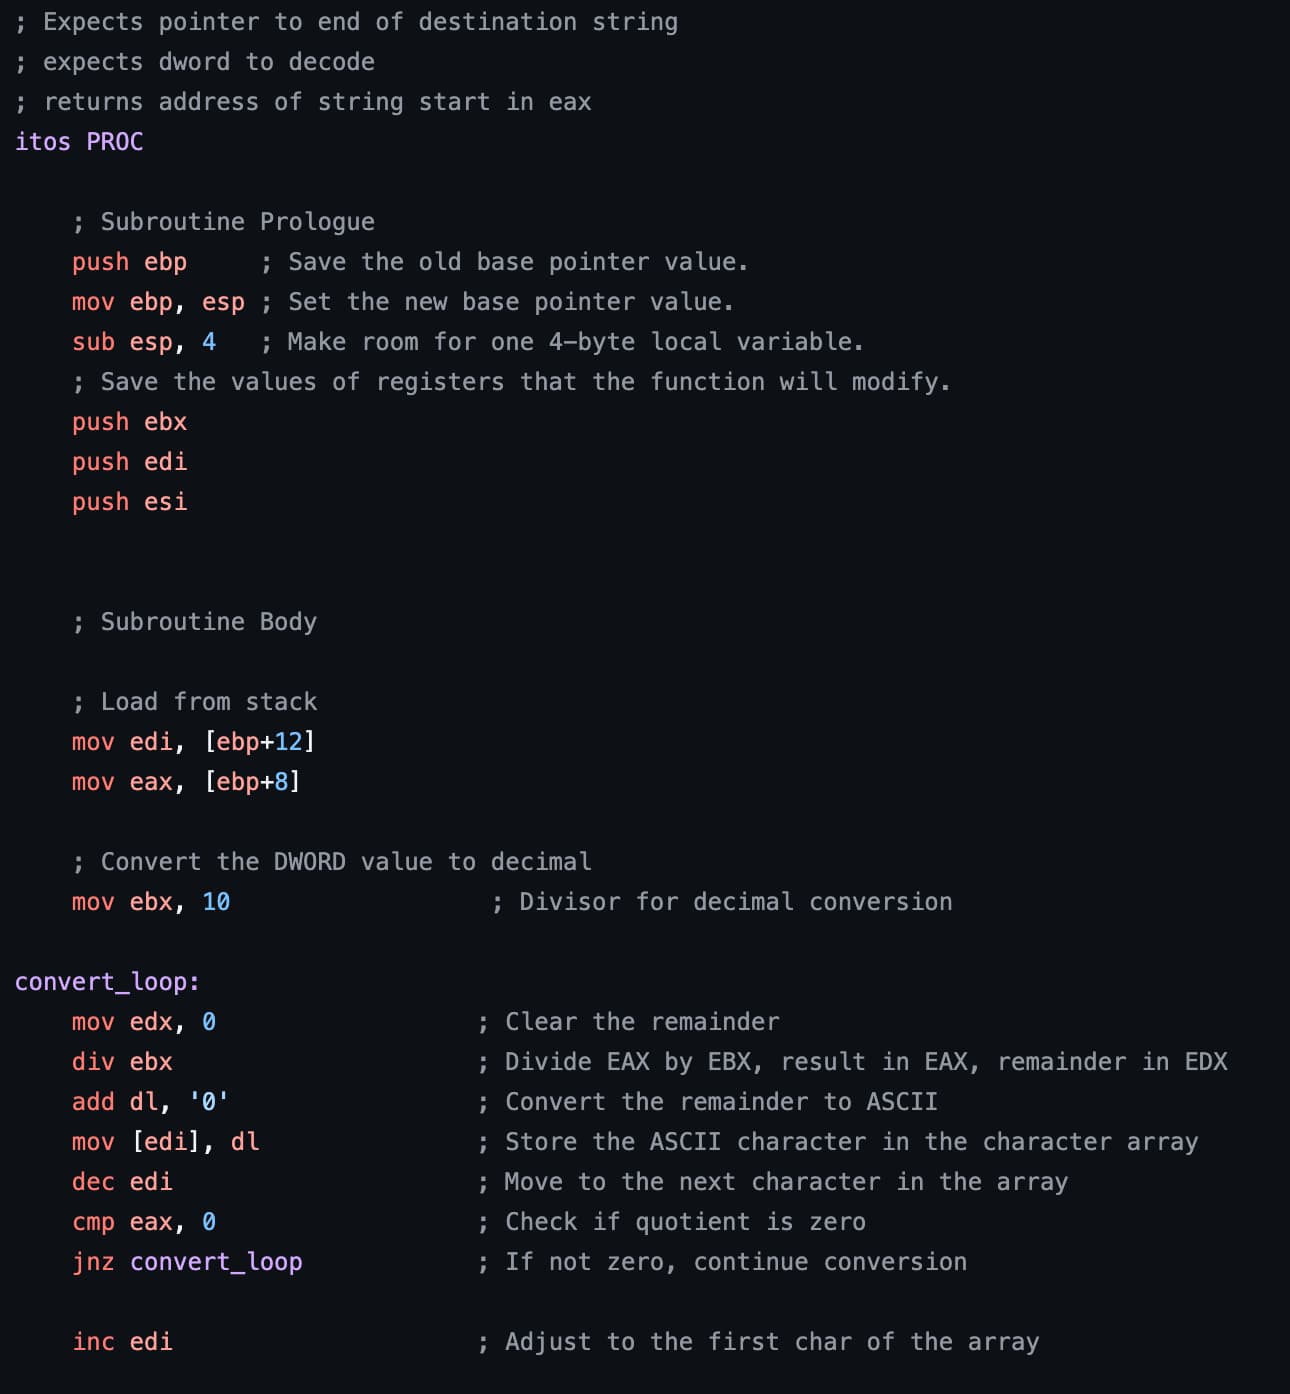 ; Expects pointer to end of destination string
; expects dword to decode
; returns address of string start in eax
itos PROC
; Subroutine Prologue
push ebp     ; Save the old base pointer value.
mov ebp, esp ; Set the new base pointer value.
sub esp, 4   ; Make room for one 4-byte local variable.
; Save the values of registers that the function will modify.
push ebx
push edi
push esi
; Subroutine Body
; Load from stack
mov edi, [ebp+12]
mov eax, [ebp+8]
; Convert the DWORD value to decimal
mov ebx, 10                  ; Divisor for decimal conversion
convert_loop:
mov edx, 0                  ; Clear the remainder
div ebx                     ; Divide EAX by EBX, result in EAX, remainder in EDX
add dl, '0'                 ; Convert the remainder to ASCII
mov [edi], dl               ; Store the ASCII character in the character array
dec edi                     ; Move to the next character in the array
cmp eax, 0                  ; Check if quotient is zero
jnz convert_loop            ; If not zero, continue conversion
inc edi                     ; Adjust to the first char of the array